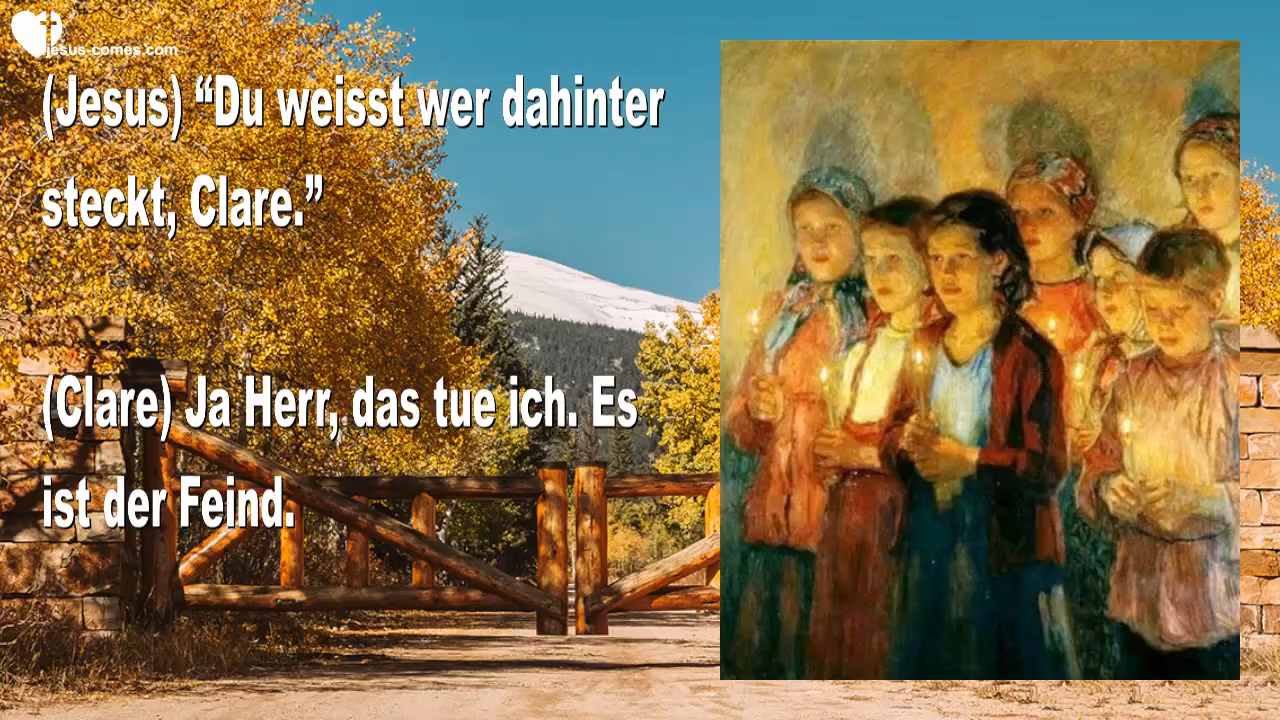 jesus-comes.com
(Jesus) “Du weisst wer dahinter
steckt, Clare.”
(Clare) Ja Herr, das tue ich. Es
ist der Feind.